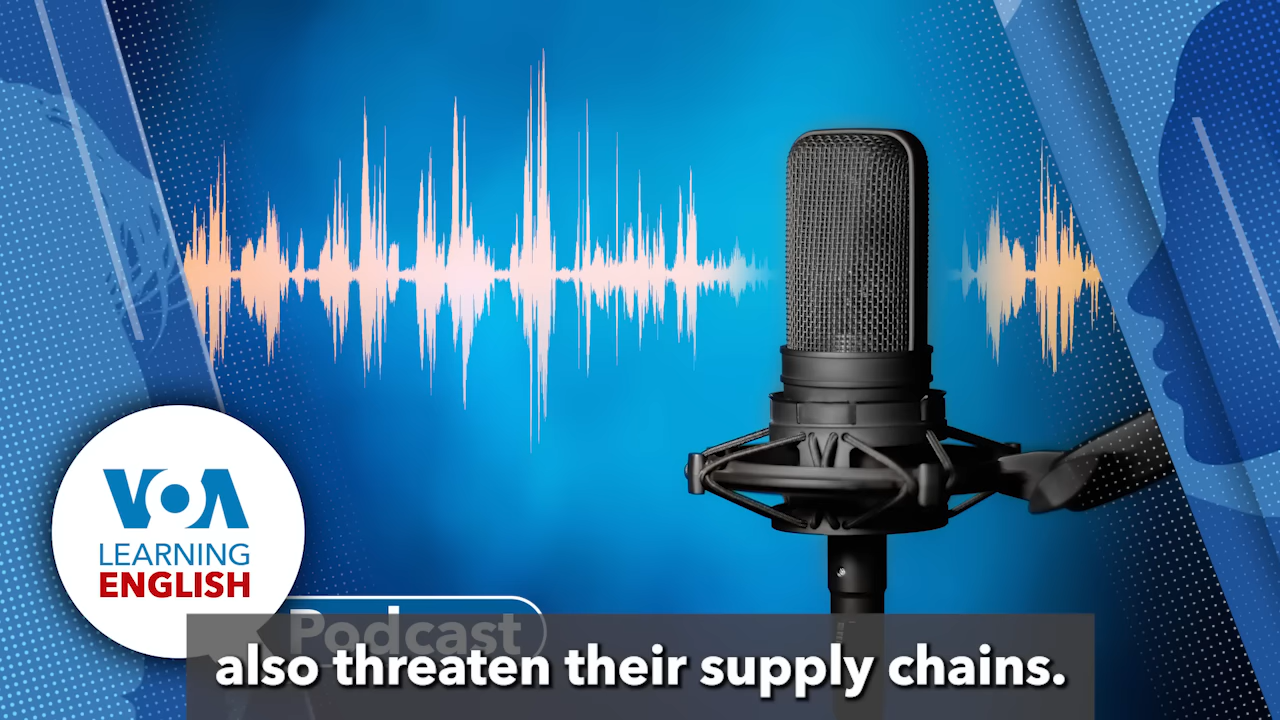 VOA
LEARNING
ENGLISH
Podcast
also threaten their supply chains.